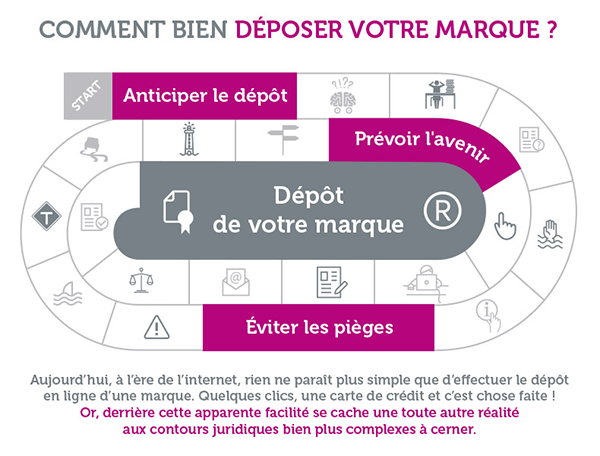 COMMENT BIEN DÉPOSER VOTRE MARQUE ?
START
Anticiper le dépôt
Prévoir l'avenir
Dépôt
de votre marque
®
T
Éviter les pièges
Aujourd'hui, à l'ère de l'internet, rien ne paraît plus simple que d'effectuer le dépôt
en ligne d'une marque. Quelques clics, une carte de crédit et c'est chose faite !
Or, derrière cette apparente facilité se cache une toute autre réalité
aux contours juridiques bien plus complexes à cerner.